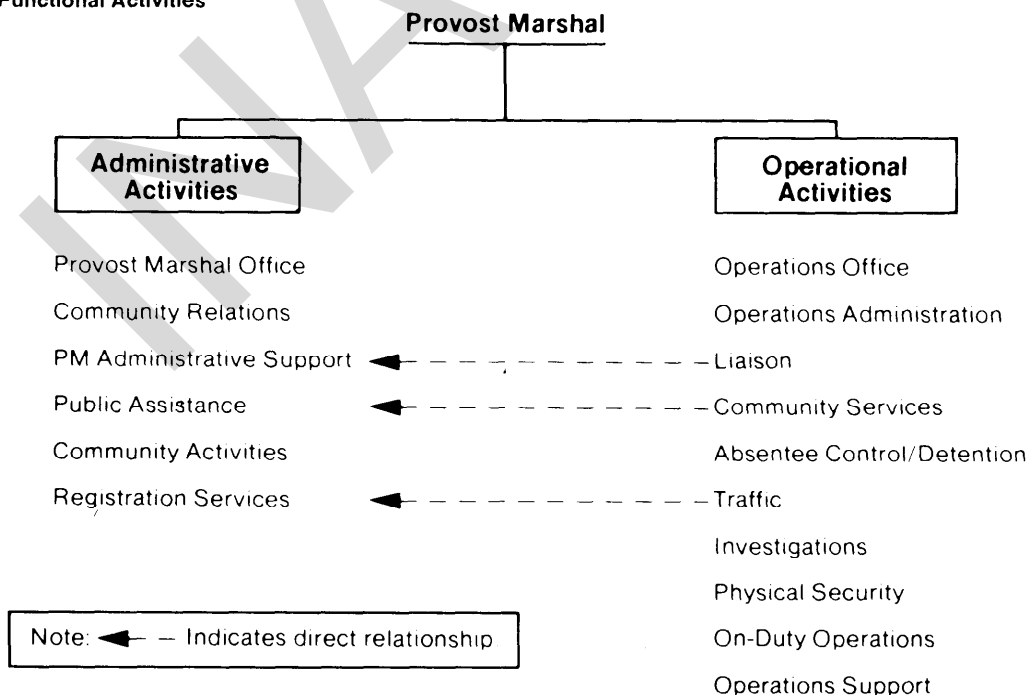 Functional Activities
Provost Marshal
Administrative
Activities
Operational
Activities
Provost Marshal Office
Community Relations
PM Administrative Support
Public Assistance
Community Activities
Registration Services
Operations Office
Operations Administration
Liaison
Community Services
Absentee Control/Detention
Traffic
Investigations
Physical Security
On-Duty Operations
Operations Support
Note: Indicates direct relationship
INA